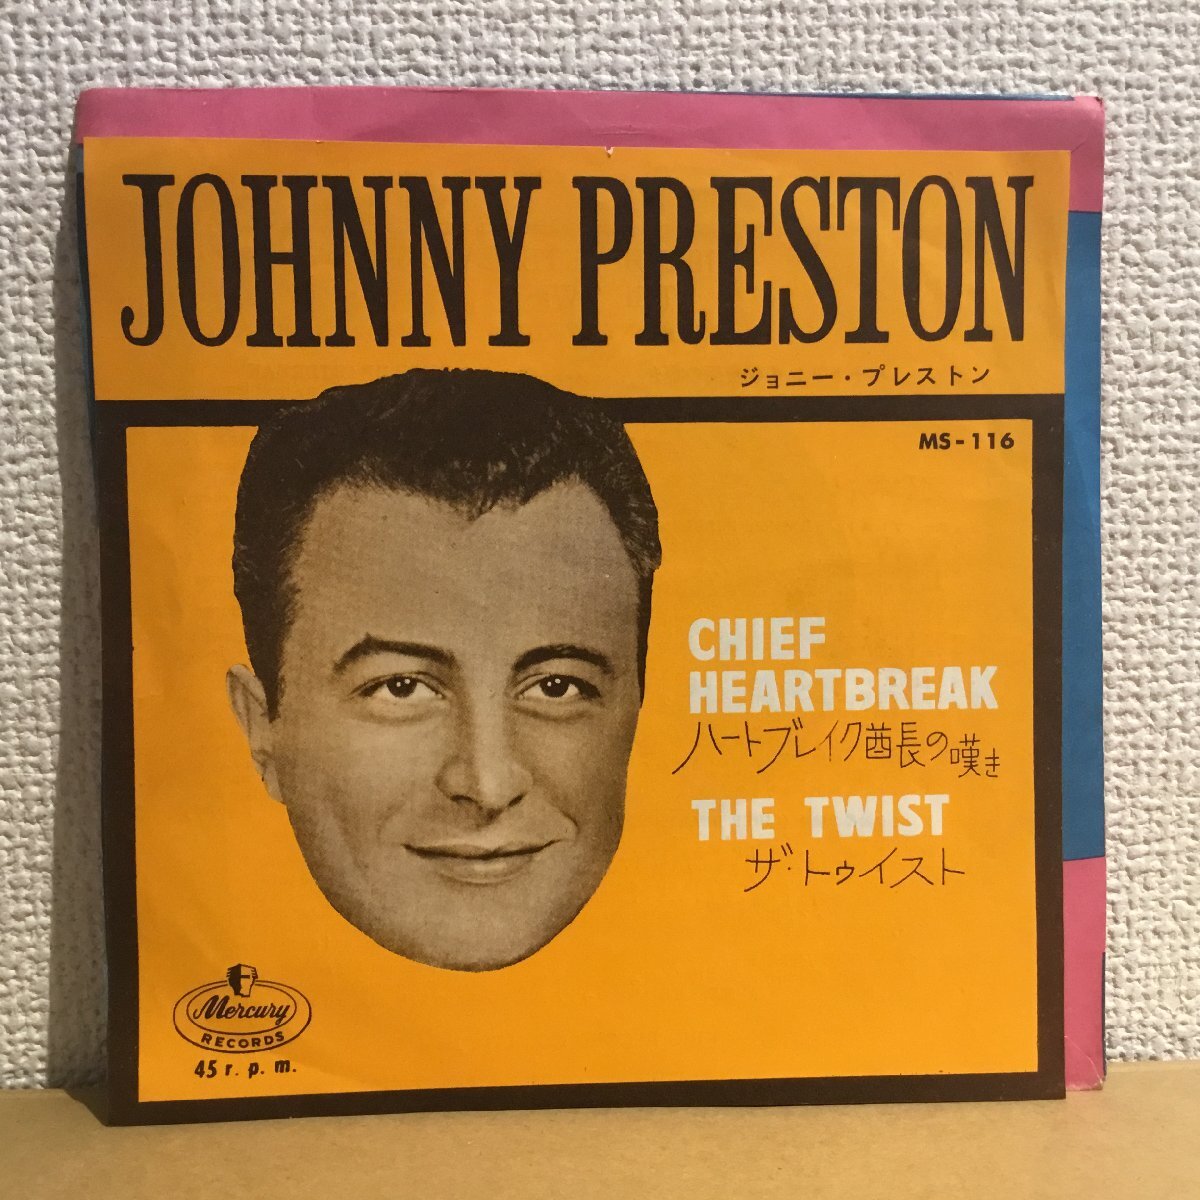 JOHNNY PRESTON
ジョニー・プレストン
MS-116
CHIEF
HEARTBREAK
ハートブレイク酋長の嘆き
THE TWIST
ザ・トゥイスト
Mercury
RECORDS
45 r. p. m.